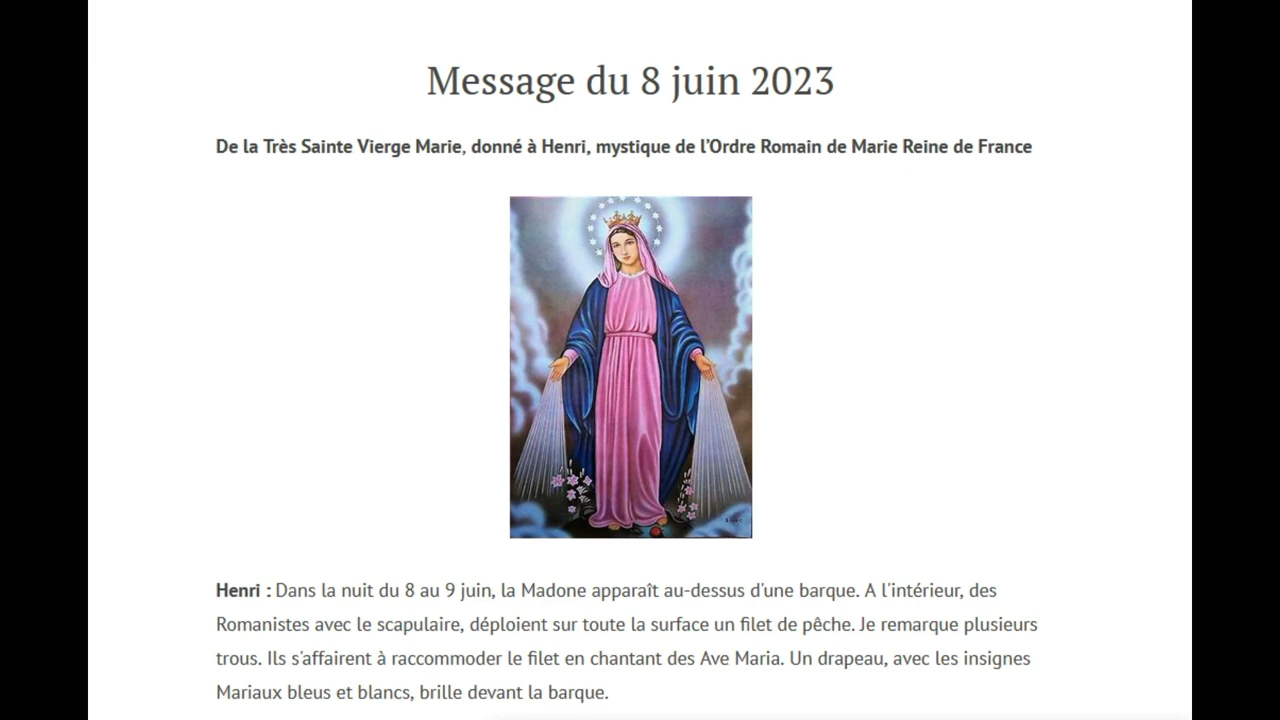 Message du 8 juin 2023
De la Très Sainte Vierge Marie, donné à Henri, mystique de l’Ordre Romain de Marie Reine de France
Henri : Dans la nuit du 8 au 9 juin, la Madone apparaît au-dessus d'une barque. A l'intérieur, des
Romanistes avec le scapulaire, déploient sur toute la surface un filet de pêche. Je remarque plusieurs
trous. Ils s'affairent à raccommoder le filet en chantant des Ave Maria. Un drapeau, avec les insignes
Mariaux bleus et blancs, brille devant la barque.